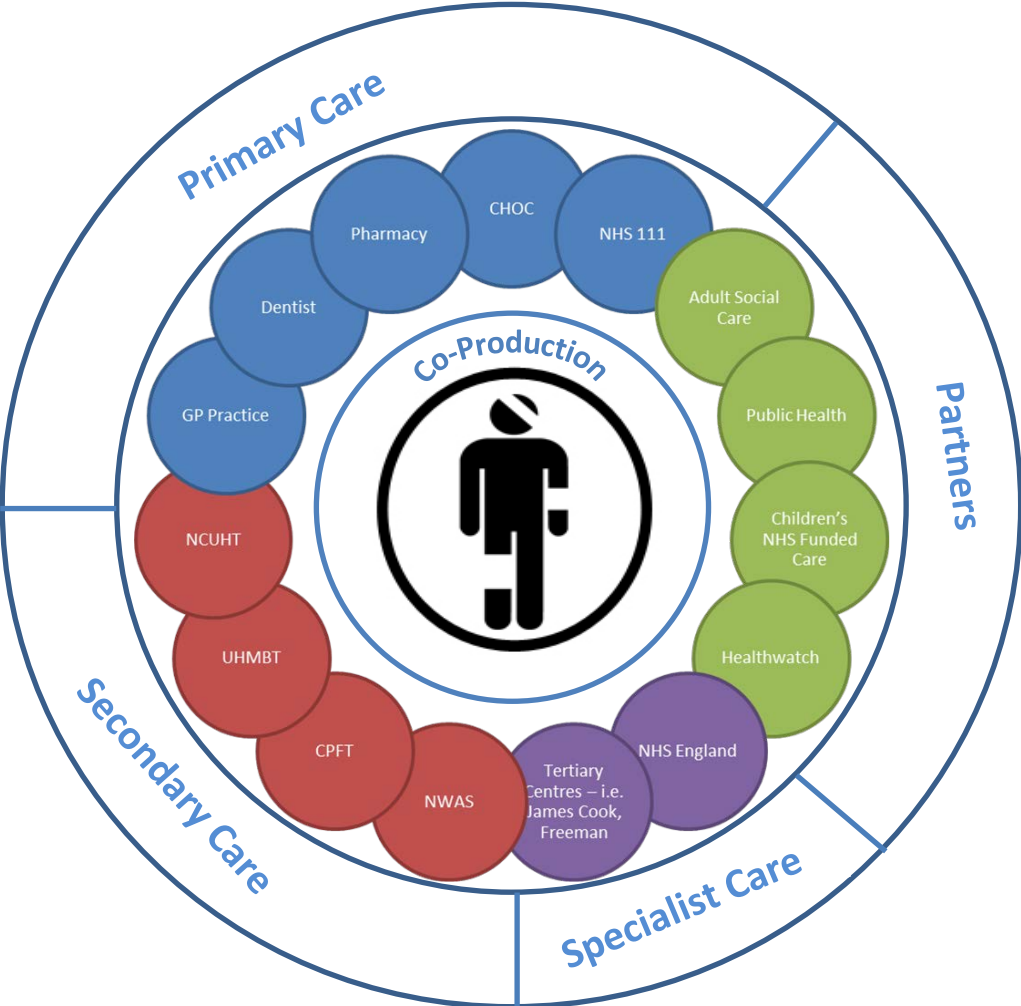 Primary Care
CHOC
Pharmacy
NHS 111
Dentist
Adult Social
Care
GP Practice
Public Health
Partners
Co-Production
Children's
NHS Funded
Care
NCUHT
UHMBT
Healthwatch
CPFT
NHS England
NWAS
Tertiary
Centres – i.e.
James Cook,
Freeman
Secondary Care
Specialist Care